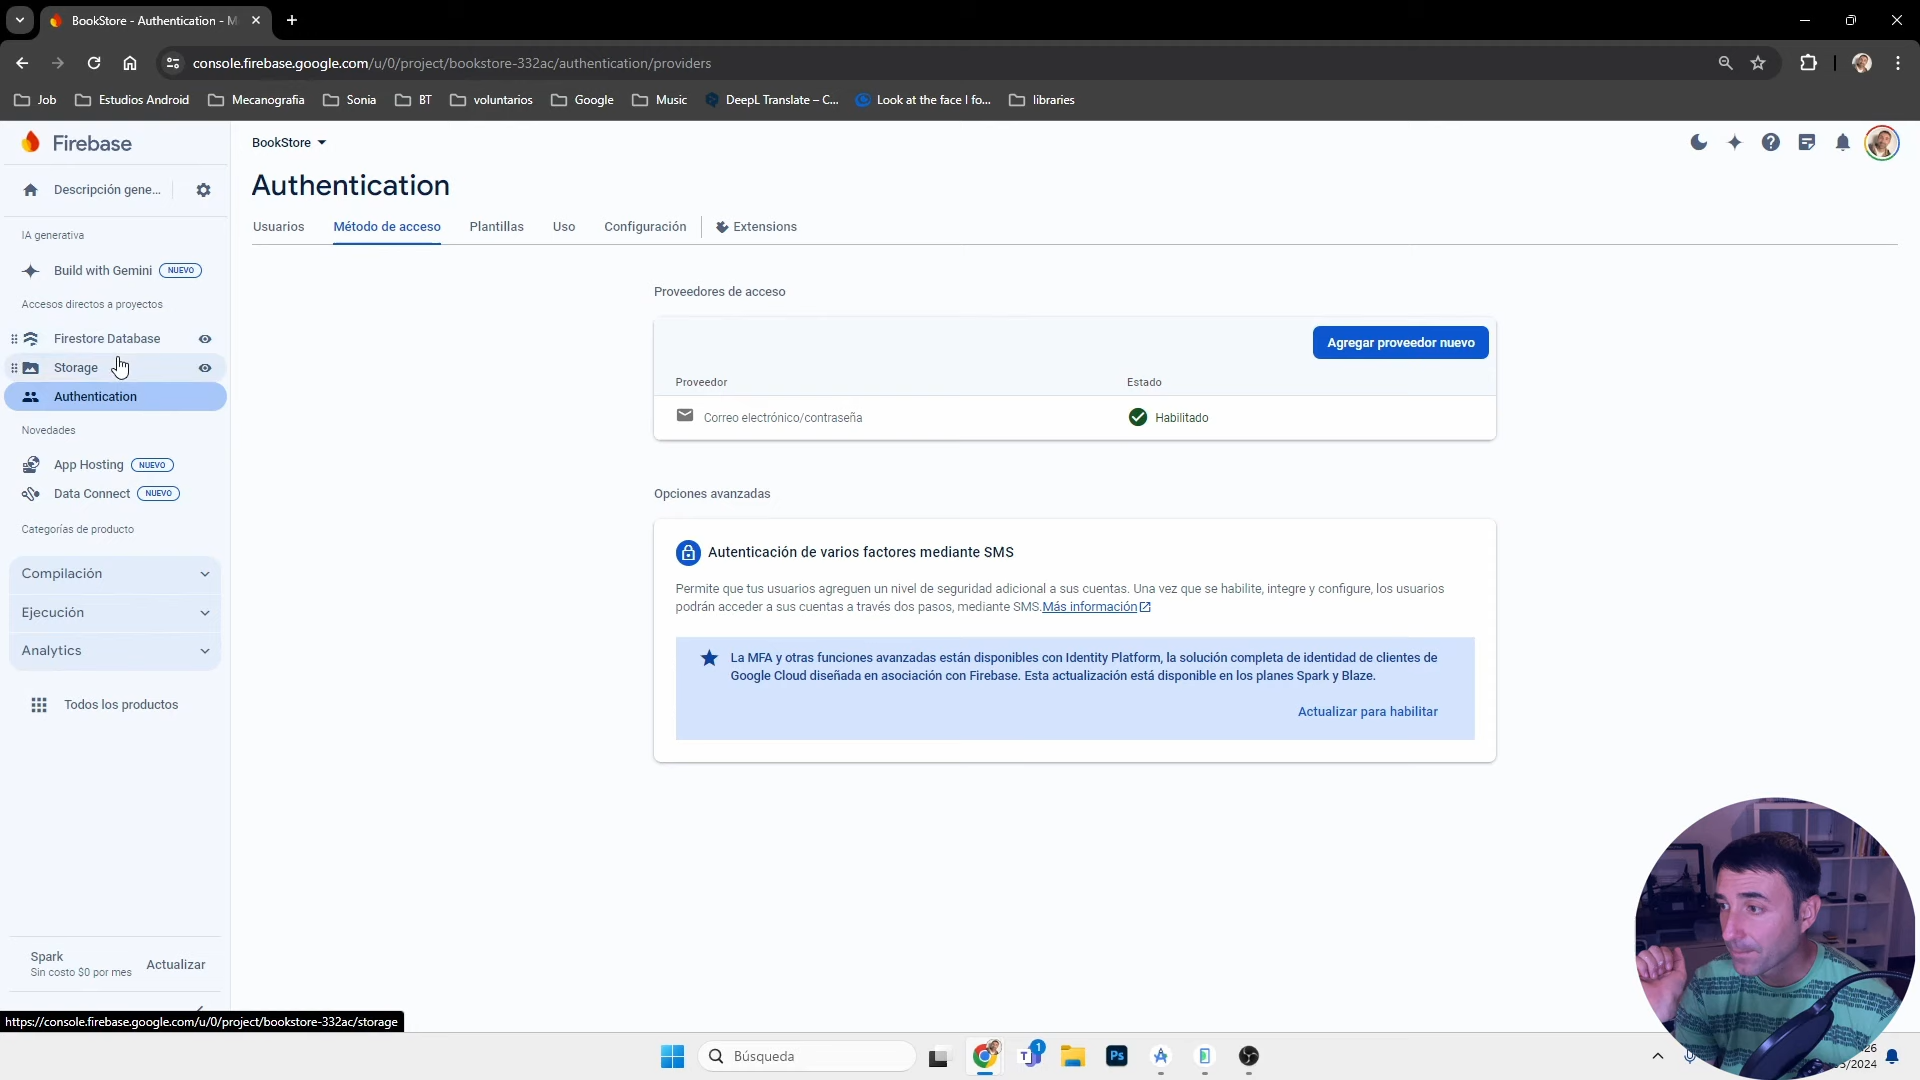 BookStore - Authentication - M
console.firebase.google.com/u/0/project/bookstore-332ac/authentication/providers
Job
Estudios Android
Mecanografia
Sonia
BT
voluntarios
Google
Music
DeepL Translate – C...
Look at the face I fo...
libraries
Firebase
BookStore
Descripción gene...
Authentication
Usuarios
Método de acceso
Plantillas
Uso
Configuración
Extensions
IA generativa
Build with Gemini NUEVO
Accesos directos a proyectos
Firestore Database
Storage
Authentication
Novedades
App Hosting NUEVO
Data Connect NUEVO
Categorías de producto
Compilación
Ejecución
Analytics
Todos los productos
Spark
Sin costo $0 por mes
Actualizar
Proveedores de acceso
Agregar proveedor nuevo
Proveedor
Estado
Correo electrónico/contraseña
Habilitado
Opciones avanzadas
Autenticación de varios factores mediante SMS
Permite que tus usuarios agreguen un nivel de seguridad adicional a sus cuentas. Una vez que se habilite, integre y configure, los usuarios
podrán acceder a sus cuentas a través dos pasos, mediante SMS.Más información
La MFA y otras funciones avanzadas están disponibles con Identity Platform, la solución completa de identidad de clientes de
Google Cloud diseñada en asociación con Firebase. Esta actualización está disponible en los planes Spark y Blaze.
Actualizar para habilitar
https://console.firebase.google.com/u/0/project/bookstore-332ac/storage
Búsqueda
T
1
Ps